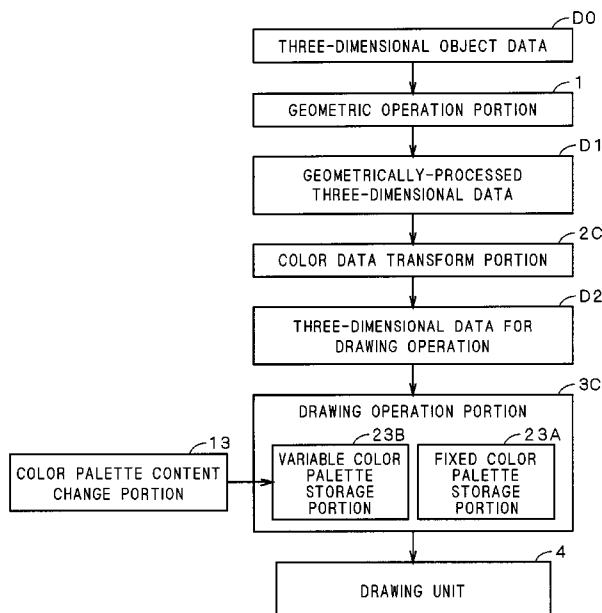 D0
THREE-DIMENSIONAL OBJECT DATA
1
GEOMETRIC OPERATION PORTION
D1
GEOMETRICALLY-PROCESSED
THREE-DIMENSIONAL DATA
2C
COLOR DATA TRANSFORM PORTION
D2
THREE-DIMENSIONAL DATA FOR
DRAWING OPERATION
3C
DRAWING OPERATION PORTION
13
COLOR PALETTE CONTENT
CHANGE PORTION
23B
VARIABLE COLOR
PALETTE
STORAGE
PORTION
23A
FIXED COLOR
PALETTE
STORAGE
PORTION
4
DRAWING UNIT